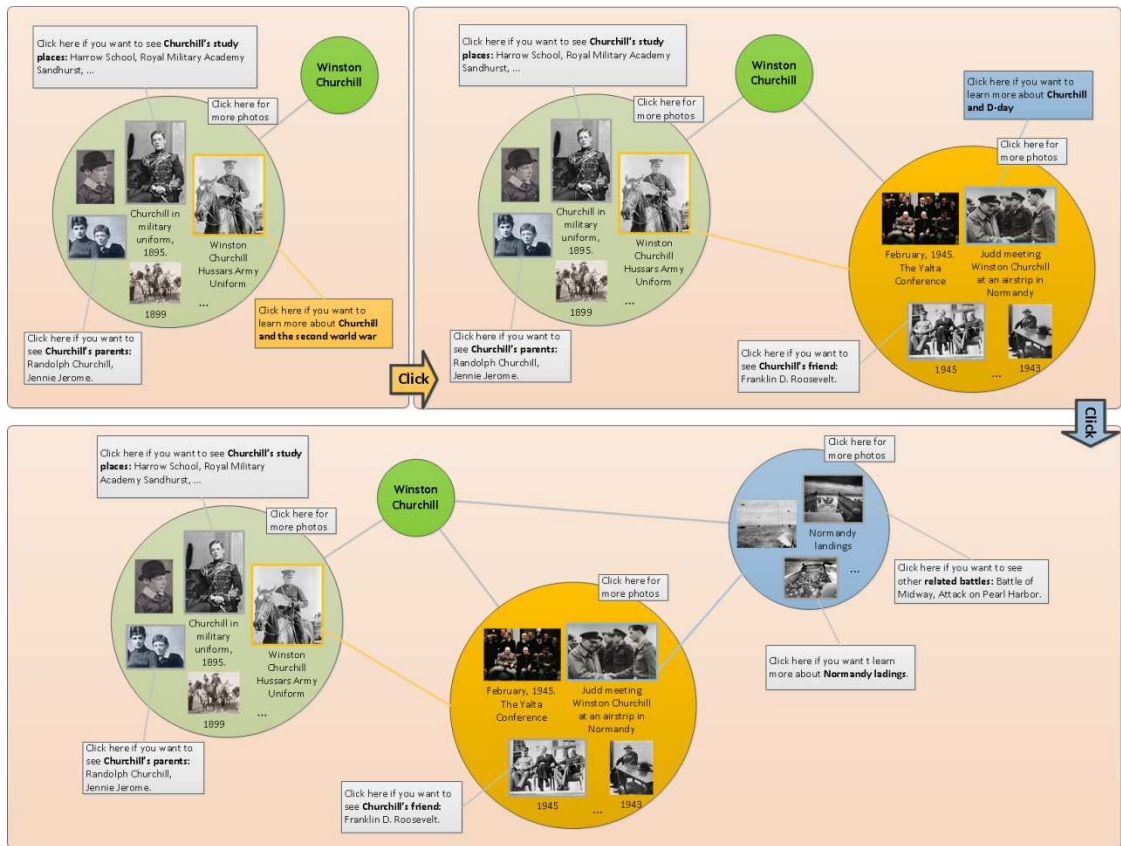 Click here if you want to see Churchill's study
places: Harrow School, Royal Military Academy
Sandhurst, ...
Winston
Churchill
Click here for
more photos
Churchill in
military
uniform,
1895.
Winston
Churchill
Hussars Army
Uniform
1899
...
Click here if you want to
learn more about Churchill
and the second world war
Click here if you want to
see Churchill's parents:
Randolph Churchill,
Jennie Jerome.
Click
Click here if you want to see Churchill's study
places: Harrow School, Royal Military Academy
Sandhurst, ...
Winston
Churchill
Click here if you want to
learn more about Churchill
and D-day
Click here for
more photos
Click here for
more photos
Churchill in
military
uniform,
1895.
Winston
Churchill
Hussars Army
Uniform
1899
...
February, 1945.
The Yalta
Conference
Judd meeting
Winston Churchill
at an airstrip in
Normandy
1945
...
1943
Click here if you want to
see Churchill's parents:
Randolph Churchill,
Jennie Jerome.
Click here if you want to
see Churchill's friend:
Franklin D. Roosevelt.
Click
Click here if you want to see Churchill's study
places: Harrow School, Royal Military
Academy Sandhurst, ...
Winston
Churchill
Click here for
more photos
Click here for
more photos
Churchill in
military
uniform,
1895.
Winston
Churchill
Hussars Army
Uniform
1899
...
Click here for
more photos
February, 1945.
The Yalta
Conference
Judd meeting
Winston Churchill
at an airstrip in
Normandy
1945
...
1943
Normandy
landings
...
Click here if you want to see
other related battles: Battle of
Midway, Attack on Pearl Harbor.
Click here if you want t learn
more about Normandy ladings.
Click here if you want to
see Churchill's parents:
Randolph Churchill,
Jennie Jerome.
Click here if you want to
see Churchill's friend:
Franklin D. Roosevelt.